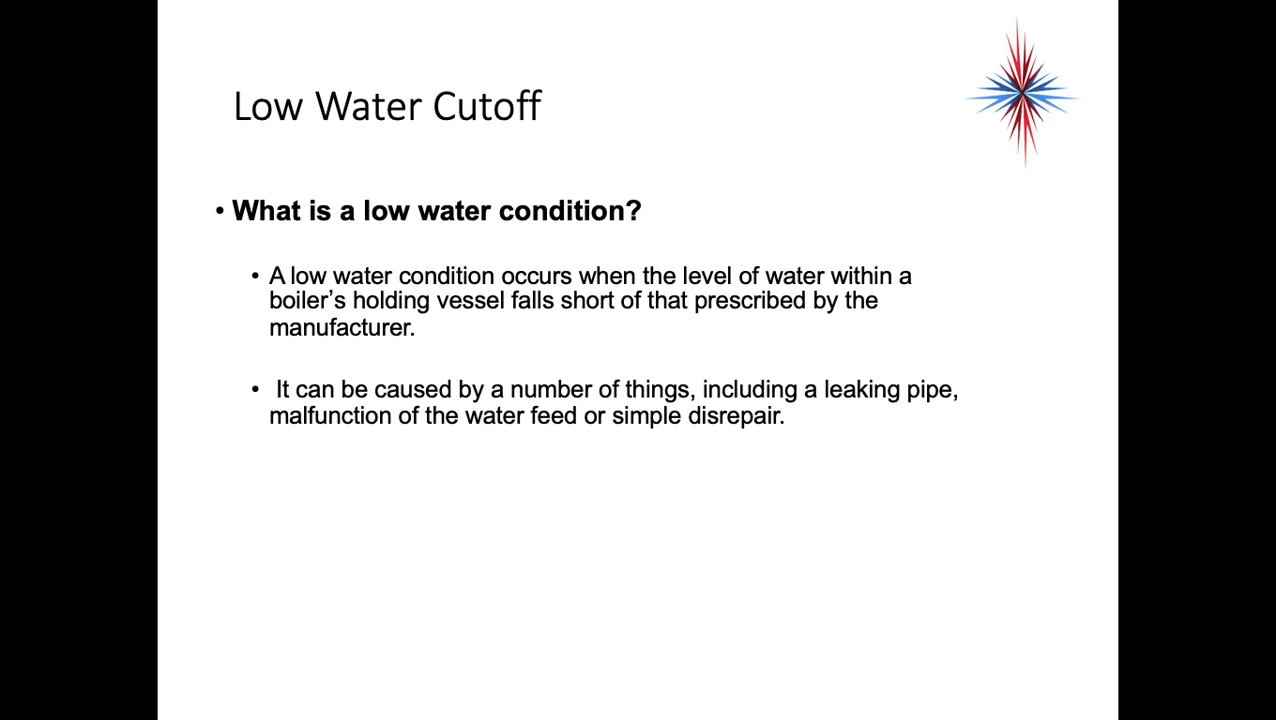 Low Water Cutoff
• What is a low water condition?
• A low water condition occurs when the level of water within a
boiler's holding vessel falls short of that prescribed by the
manufacturer.
• It can be caused by a number of things, including a leaking pipe,
malfunction of the water feed or simple disrepair.